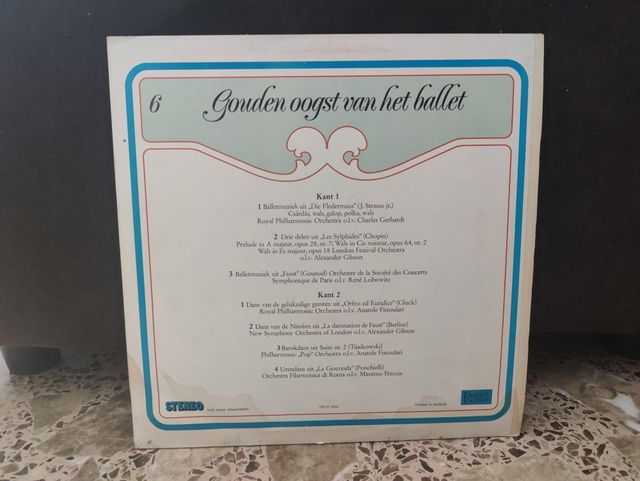 6
Gouden oogst van het ballet
Kant 1
1 Balletmuziek uit „Die Fledermaus" (J. Strauss jr.)
Csárdás, wals, galop, polka, wals
Royal Philharmonic Orchestra o.l.v. Charles Gerhardt
2 Drie delen uit „Les Sylphides" (Chopin)
Prelude in A majeur, opus 28, nr. 7; Wals in Cis mineur, opus 64, nr. 2
Wals in Es majeur, opus 18 London Festival Orchestra
o.l.v. Alexander Gibson
3 Balletmuziek uit „Faust" (Gounod) Orchestre de la Société des Concerts
Symphonique de Paris o.l.v. René Leibowitz
Kant 2
1 Dans van de gelukzalige geesten uit „Orfeo ed Euridice" (Gluck)
Royal Philharmonic Orchestra o.l.v. Anatole Fistoulari
2 Dans van de Nimfen uit „La damnation de Faust" (Berlioz)
New Symphony Orchestra of London o.l.v. Alexander Gibson
3 Barokdans uit Suite nr. 2 (Tsjaikowski)
Philharmonic „Pop" Orchestra o.l.v. Anatole Fistoulari
4 Urendans uit „La Gioconda" (Ponchielli)
Orchestra Filarmonica di Roma o.l.v. Massimo Freccia
STEREO
Printed in Holland
Reader's Digest